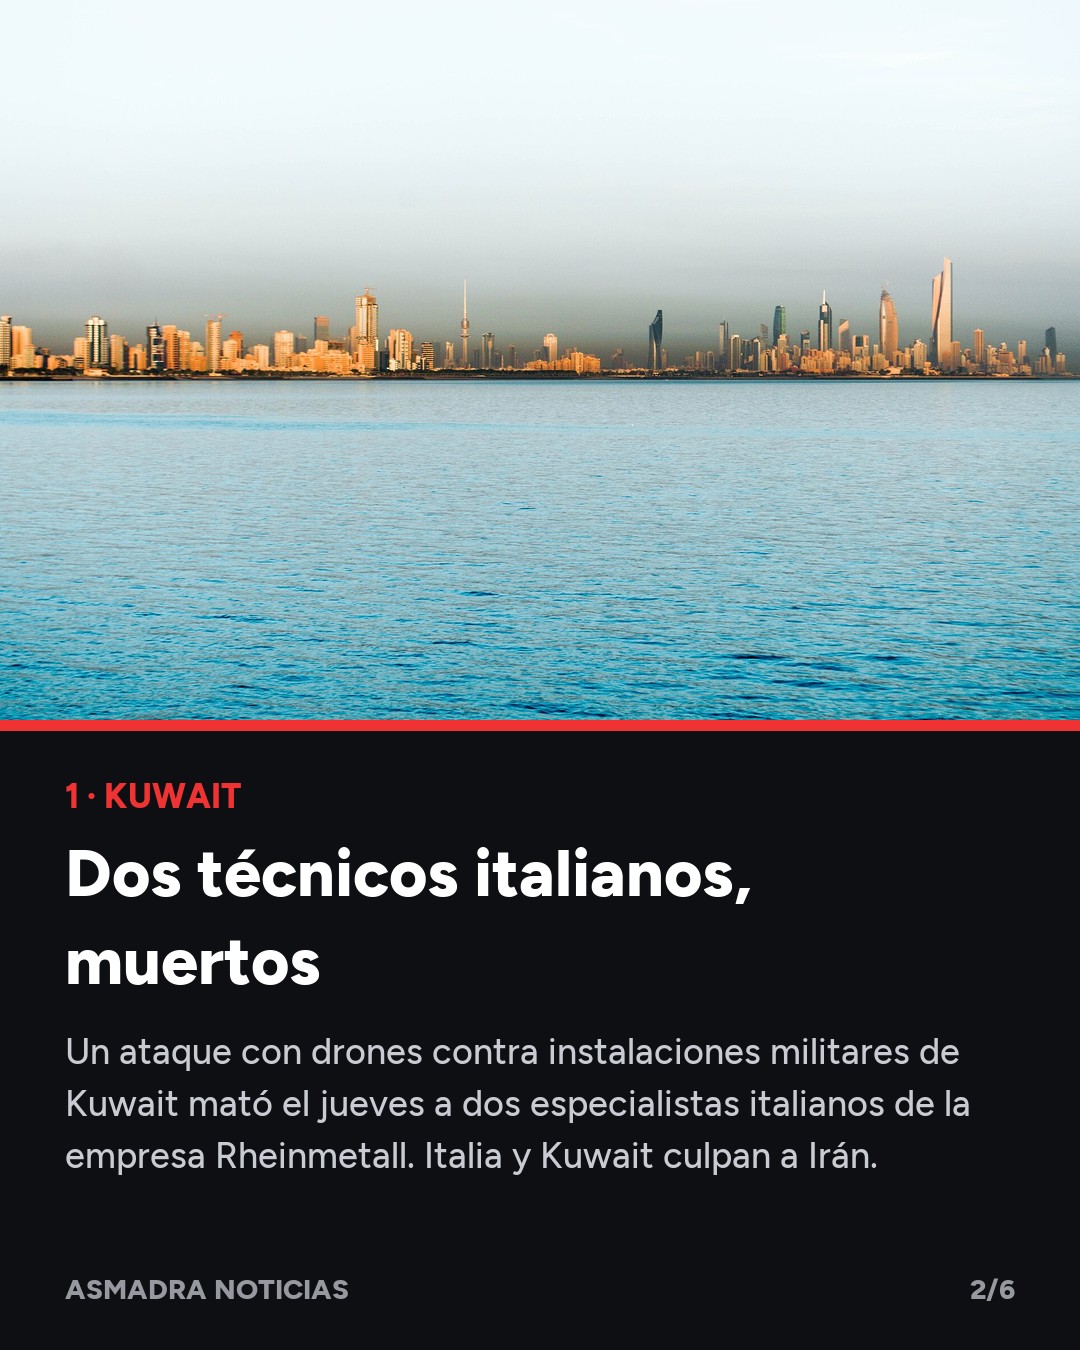 1 · KUWAIT
Dos técnicos italianos,
muertos
Un ataque con drones contra instalaciones militares de
Kuwait mató el jueves a dos especialistas italianos de la
empresa Rheinmetall. Italia y Kuwait culpan a Irán.
ASMADRA NOTICIAS
2/6